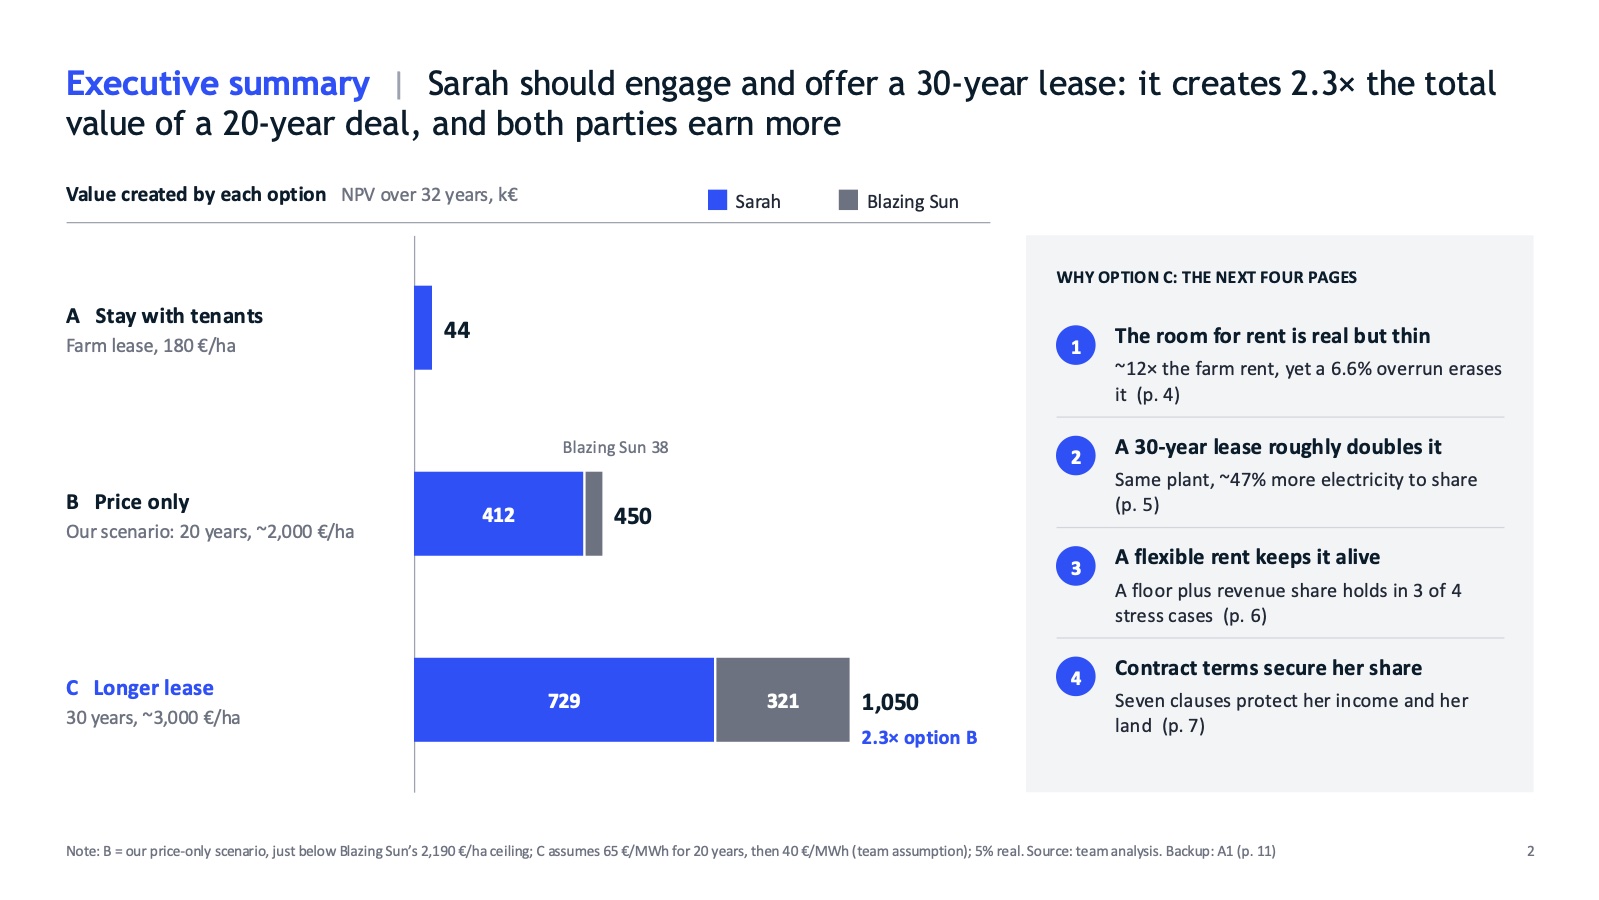 Executive summary | Sarah should engage and offer a 30-year lease: it creates 2.3× the total
value of a 20-year deal, and both parties earn more
Value created by each option NPV over 32 years, k€
Sarah
Blazing Sun
A Stay with tenants
Farm lease, 180 €/ha
44
Blazing Sun 38
B Price only
Our scenario: 20 years, ~2,000 €/ha
412
450
C Longer lease
30 years, ~3,000 €/ha
729
321
1,050
2.3× option B
WHY OPTION C: THE NEXT FOUR PAGES
1
The room for rent is real but thin
~12× the farm rent, yet a 6.6% overrun erases
it (p. 4)
2
A 30-year lease roughly doubles it
Same plant, ~47% more electricity to share
(p. 5)
3
A flexible rent keeps it alive
A floor plus revenue share holds in 3 of 4
stress cases (p. 6)
4
Contract terms secure her share
Seven clauses protect her income and her
land (p. 7)
Note: B = our price-only scenario, just below Blazing Sun’s 2,190 €/ha ceiling; C assumes 65 €/MWh for 20 years, then 40 €/MWh (team assumption); 5% real. Source: team analysis. Backup: A1 (p. 11)
2